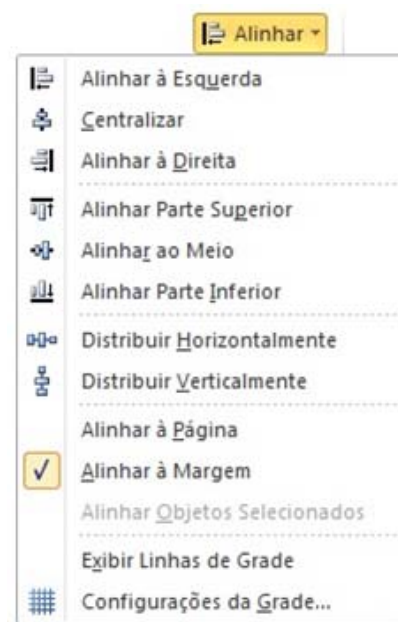 Alinhar
Alinhar à Esquerda
Centralizar
Alinhar à Direita
Alinhar Parte Superior
Alinhar ao Meio
Alinhar Parte Inferior
Distribuir Horizontalmente
Distribuir Verticalmente
Alinhar à Página
Alinhar à Margem
Alinhar Objetos Selecionados
Exibir Linhas de Grade
Configurações da Grade...